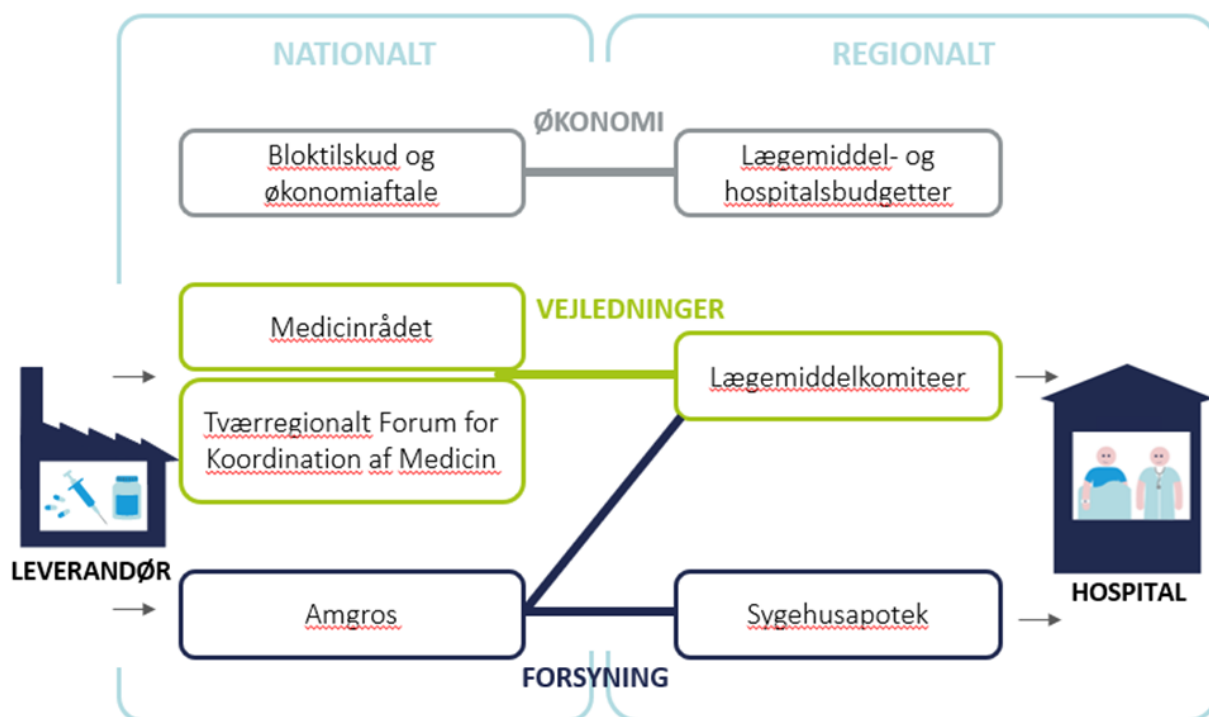 NATIONALT
REGIONALT
ØKONOMI
Bloktilskud og
økonomiaftale
Lægemiddel- og
hospitalsbudgetter
VEJLEDNINGER
Medicinrådet
Tværregionalt Forum for
Koordination af Medicin
Lægemiddelkomiteer
LEVERANDØR
HOSPITAL
Amgros
Sygehusapotek
FORSYNING